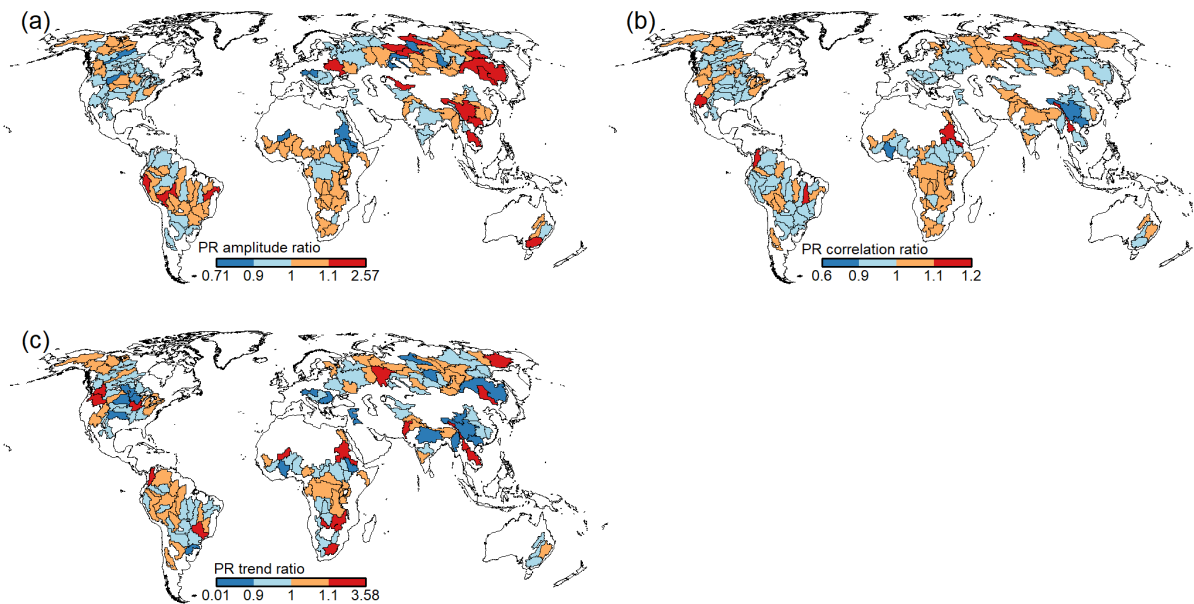 (a)
PR amplitude ratio
0.71 0.9 1 1.1 2.57
(b)
PR correlation ratio
0.6 0.9 1 1.1 1.2
(c)
PR trend ratio
0.01 0.9 1 1.1 3.58